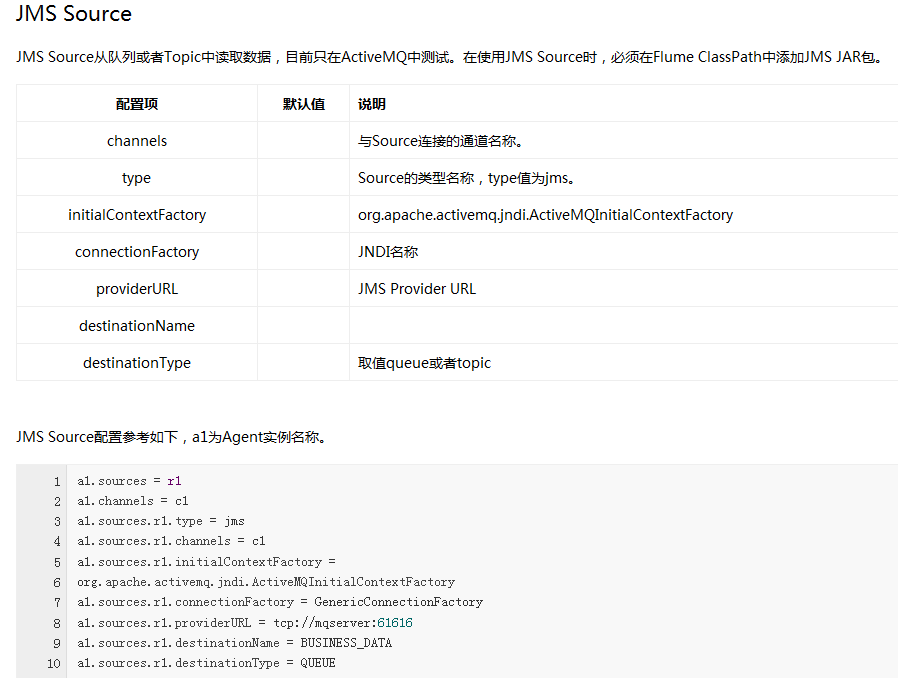 JMS Source
JMS Source从队列或者Topic中读取数据，目前只在ActiveMQ中测试。在使用JMS Source时，必须在Flume ClassPath中添加JMS JAR包。
配置项 默认值 说明
channels 与Source连接的通道名称。
type Source的类型名称，type值为jms。
initialContextFactory org.apache.activemq.jndi.ActiveMQInitialContextFactory
connectionFactory JNDI名称
providerURL JMS Provider URL
destinationName
destinationType 取值queue或者topic
JMS Source配置参考如下，a1为Agent实例名称。
1 a1.sources = r1
2 a1.channels = c1
3 a1.sources.r1.type = jms
4 a1.sources.r1.channels = c1
5 a1.sources.r1.initialContextFactory =
6 org.apache.activemq.jndi.ActiveMQInitialContextFactory
7 a1.sources.r1.connectionFactory = GenericConnectionFactory
8 a1.sources.r1.providerURL = tcp://mqserver:61616
9 a1.sources.r1.destinationName = BUSINESS_DATA
10 a1.sources.r1.destinationType = QUEUE